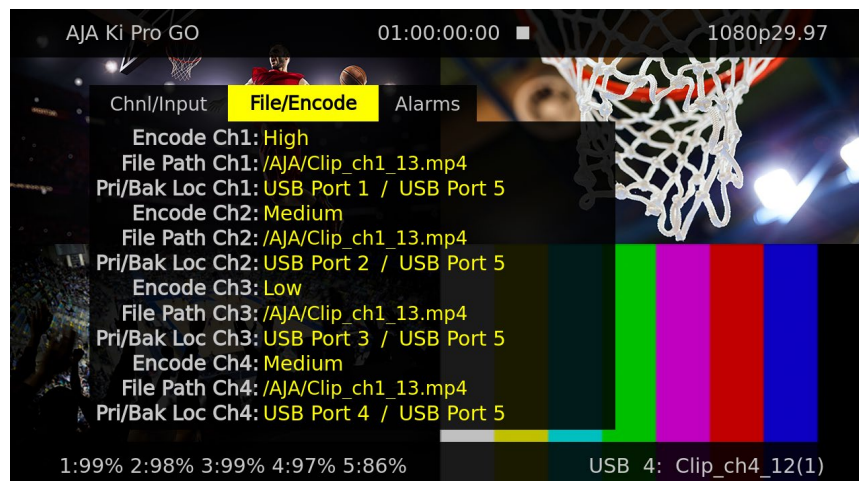 AJA Ki Pro GO 01:00:00:00 1080p29.97
Chnl/Input File/Encode Alarms
Encode Ch1: High
File Path Ch1: /AJA/Clip_ch1_13.mp4
Pri/Bak Loc Ch1: USB Port 1 / USB Port 5
Encode Ch2: Medium
File Path Ch2: /AJA/Clip_ch1_13.mp4
Pri/Bak Loc Ch2: USB Port 2 / USB Port 5
Encode Ch3: Low
File Path Ch3: /AJA/Clip_ch1_13.mp4
Pri/Bak Loc Ch3: USB Port 3 / USB Port 5
Encode Ch4: Medium
File Path Ch4: /AJA/Clip_ch1_13.mp4
Pri/Bak Loc Ch4: USB Port 4 / USB Port 5
1:99% 2:98% 3:99% 4:97% 5:86% USB 4: Clip_ch4_12(1)